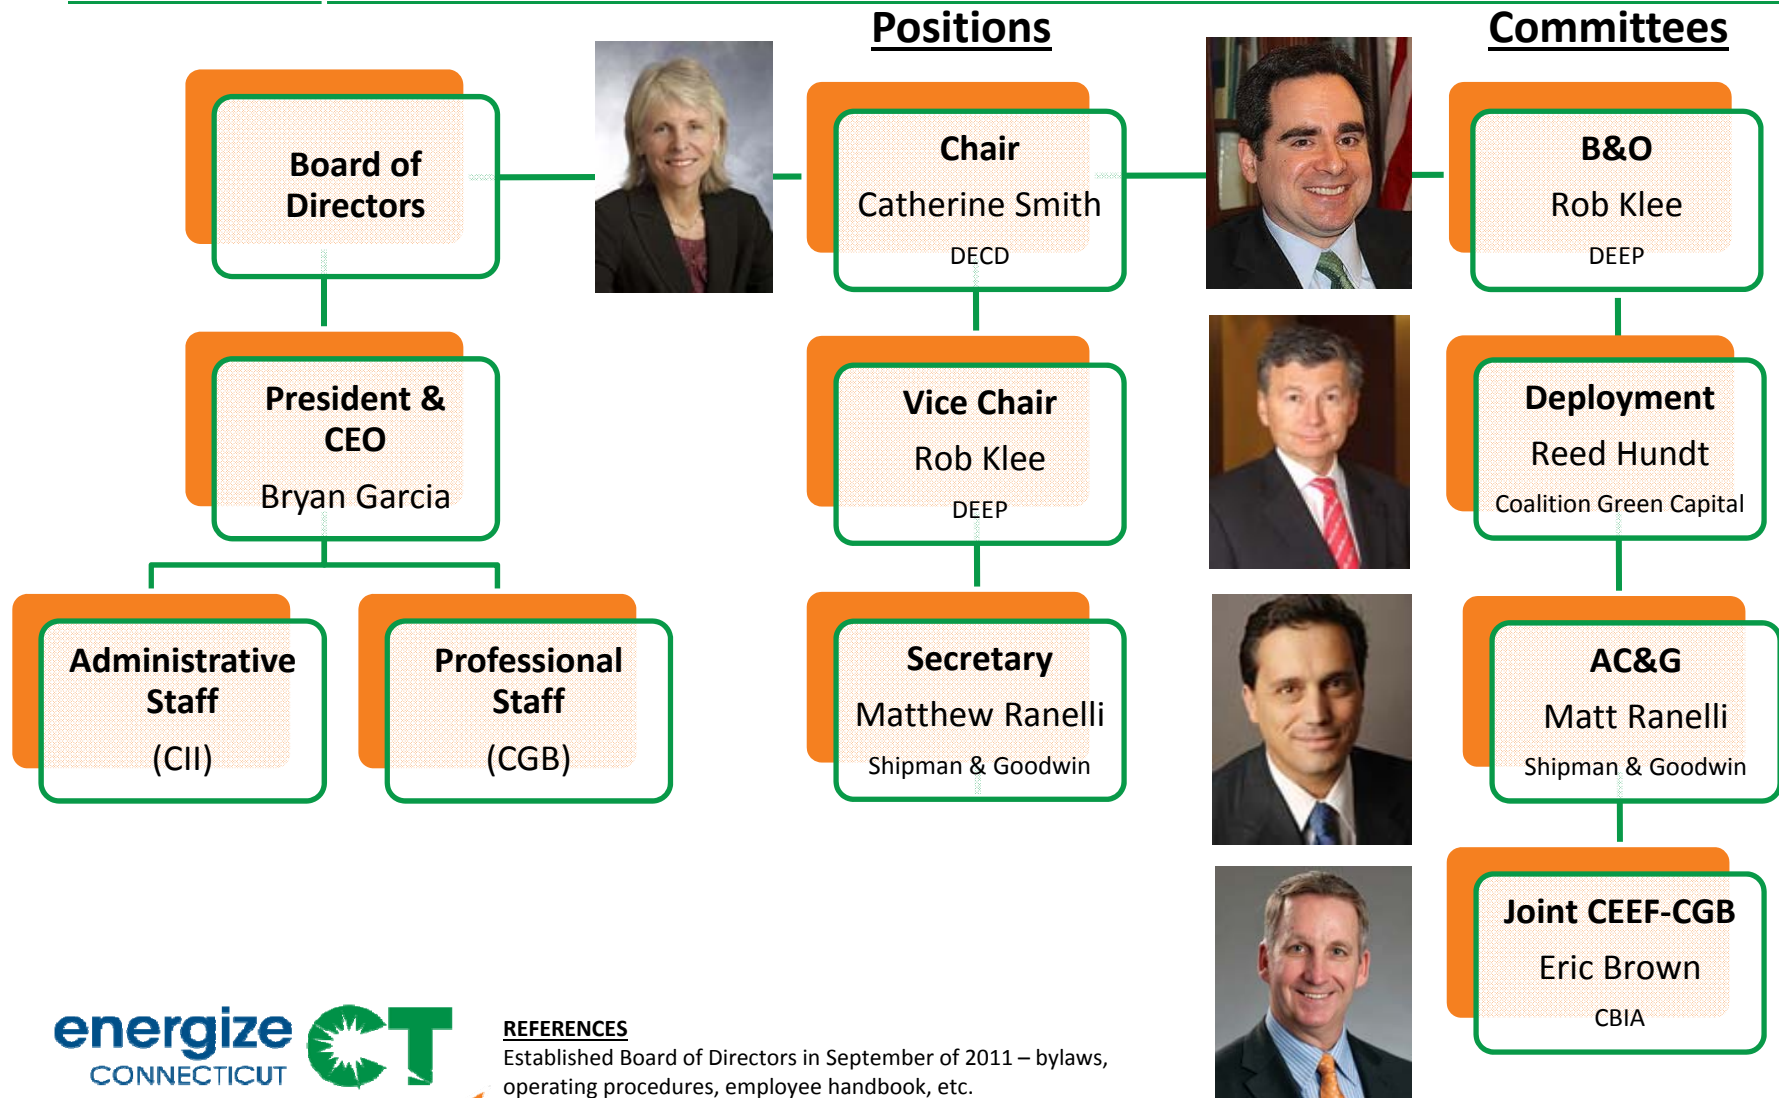 Positions
Committees
Board of
Directors
Chair
Catherine Smith
DECD
B&O
Rob Klee
DEEP
President &
CEO
Bryan Garcia
Vice Chair
Rob Klee
DEEP
Deployment
Reed Hundt
Coalition Green Capital
Administrative
Staff
(CII)
Professional
Staff
(CGB)
Secretary
Matthew Ranelli
Shipman & Goodwin
AC&G
Matt Ranelli
Shipman & Goodwin
Joint CEEF-CGB
Eric Brown
CBIA
energize
CONNECTICUT
CT
REFERENCES
Established Board of Directors in September of 2011 – bylaws,
operating procedures, employee handbook, etc.